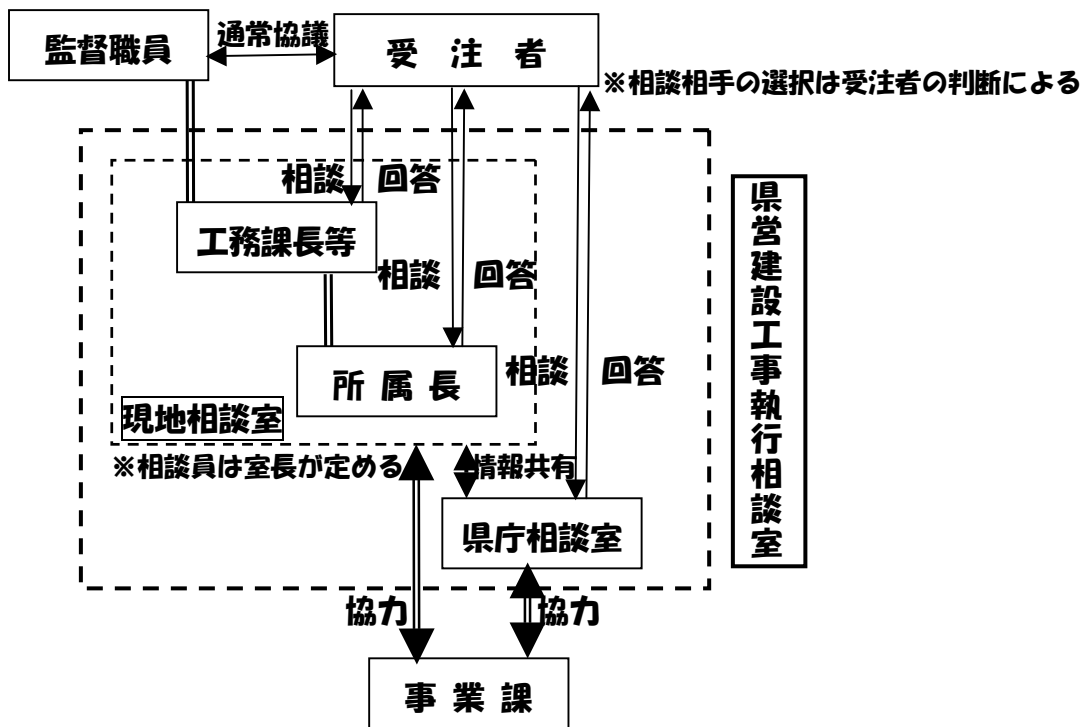 監督職員
通常協議
受注者
※相談相手の選択は受注者の判断による
相談
回答
工務課長等
相談
回答
所属長
相談
回答
現地相談室
※相談員は室長が定める
情報共有
県庁相談室
県営建設工事執行相談室
協力
協力
事業課